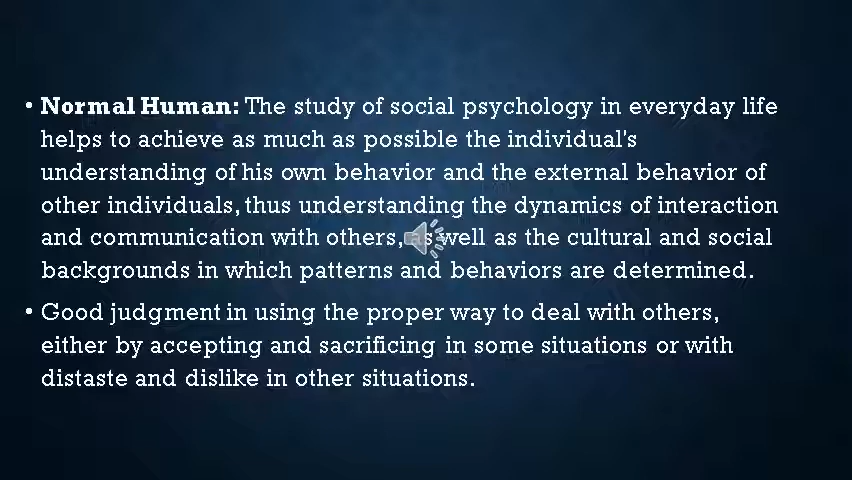 • Normal Human: The study of social psychology in everyday life
helps to achieve as much as possible the individual's
understanding of his own behavior and the external behavior of
other individuals, thus understanding the dynamics of interaction
and communication with others, as well as the cultural and social
backgrounds in which patterns and behaviors are determined.
• Good judgment in using the proper way to deal with others,
either by accepting and sacrificing in some situations or with
distaste and dislike in other situations.